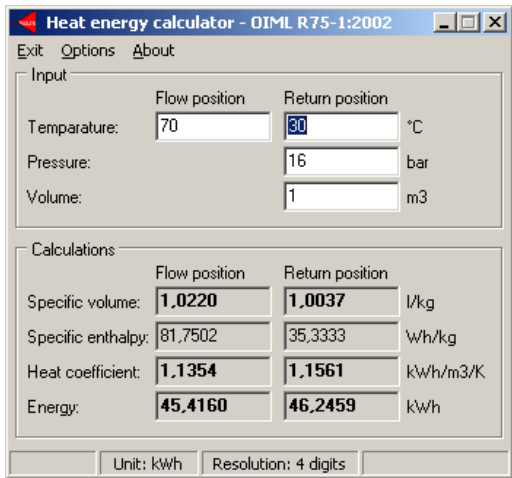 Heat energy calculator - OIML R75-1:2002
Exit Options About
Input
Flow position Return position
Temparature: 70 30 °C
Pressure: 16 bar
Volume: 1 m3
Calculations
Flow position Return position
Specific volume: 1,0220 1,0037 l/kg
Specific enthalpy: 81,7502 35,3333 Wh/kg
Heat coefficient: 1,1354 1,1561 kWh/m3/K
Energy: 45,4160 46,2459 kWh
Unit: kWh Resolution: 4 digits